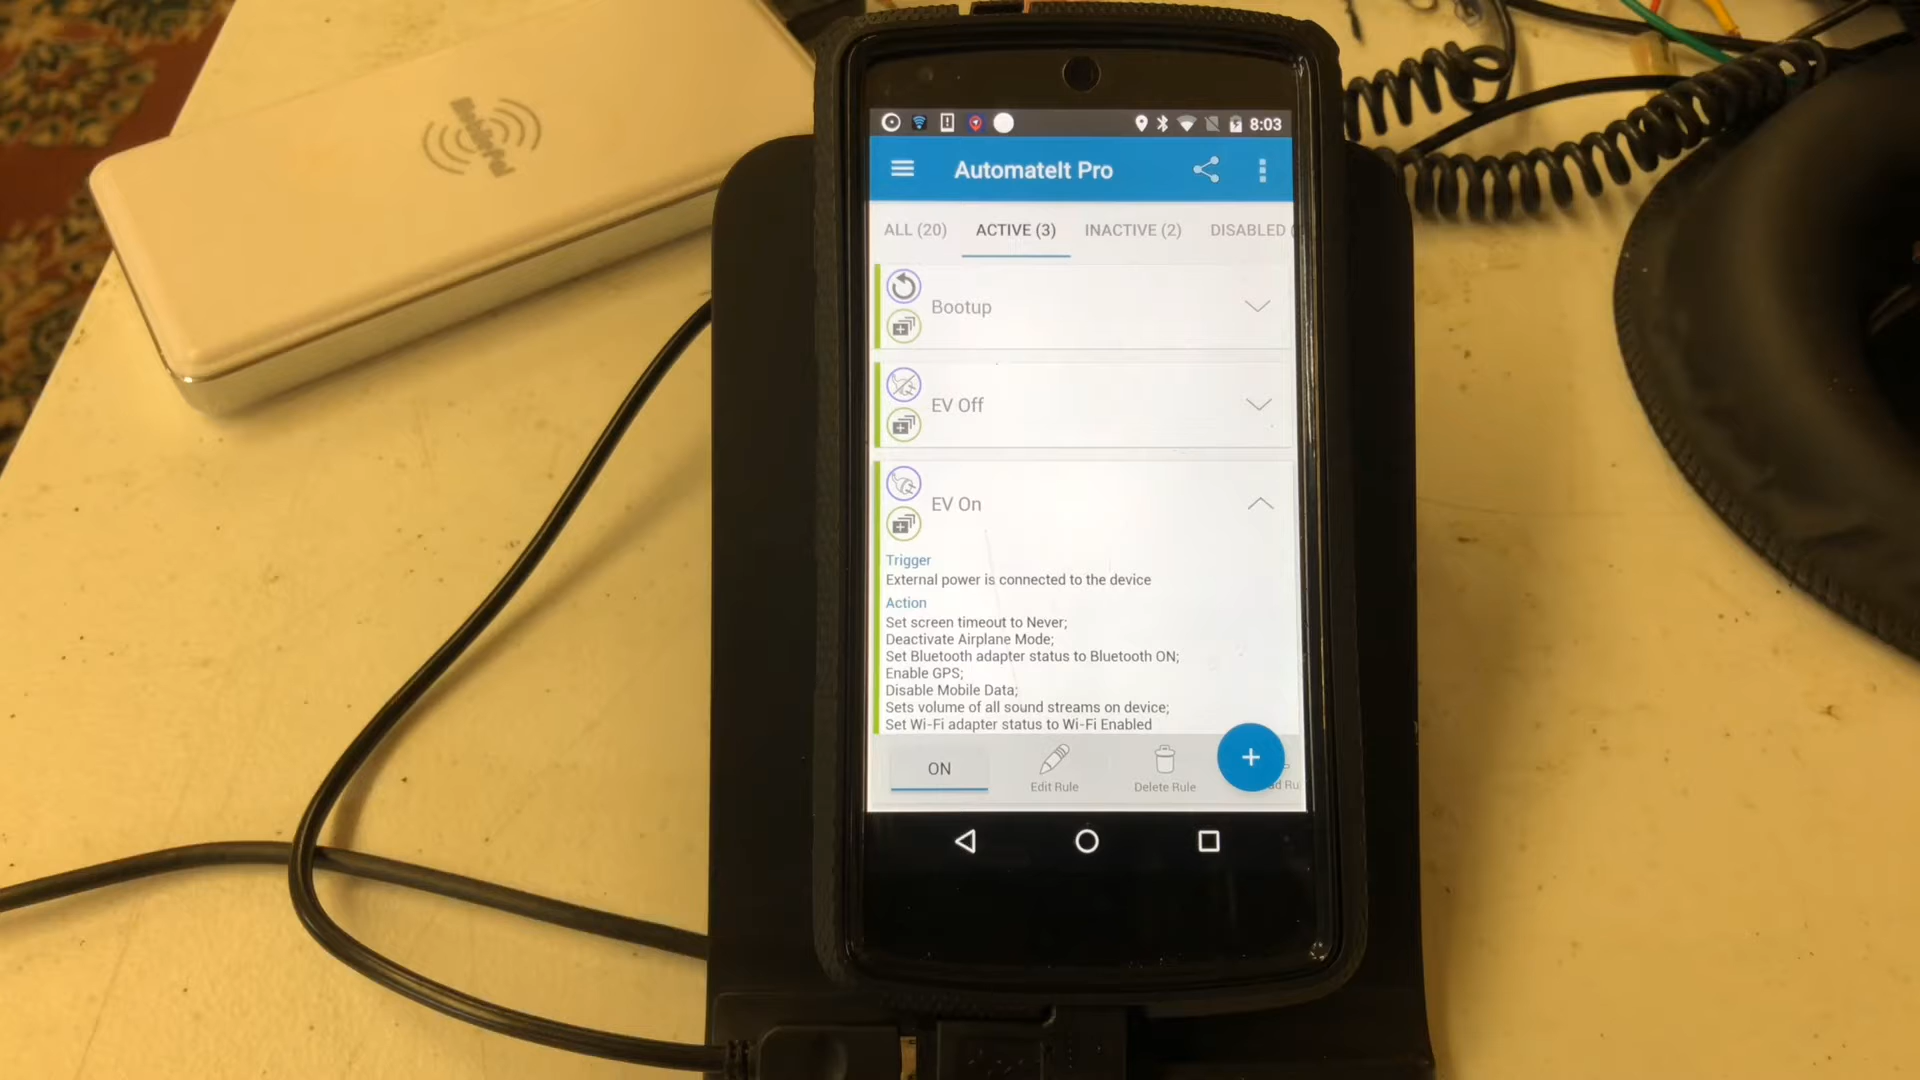 8:03
AutomateIt Pro
ALL (20) ACTIVE (3) INACTIVE (2) DISABLED
Bootup
EV Off
EV On
Trigger
External power is connected to the device
Action
Set screen timeout to Never;
Deactivate Airplane Mode;
Set Bluetooth adapter status to Bluetooth ON;
Enable GPS;
Disable Mobile Data;
Sets volume of all sound streams on device;
Set Wi-Fi adapter status to Wi-Fi Enabled
ON
Edit Rule
Delete Rule